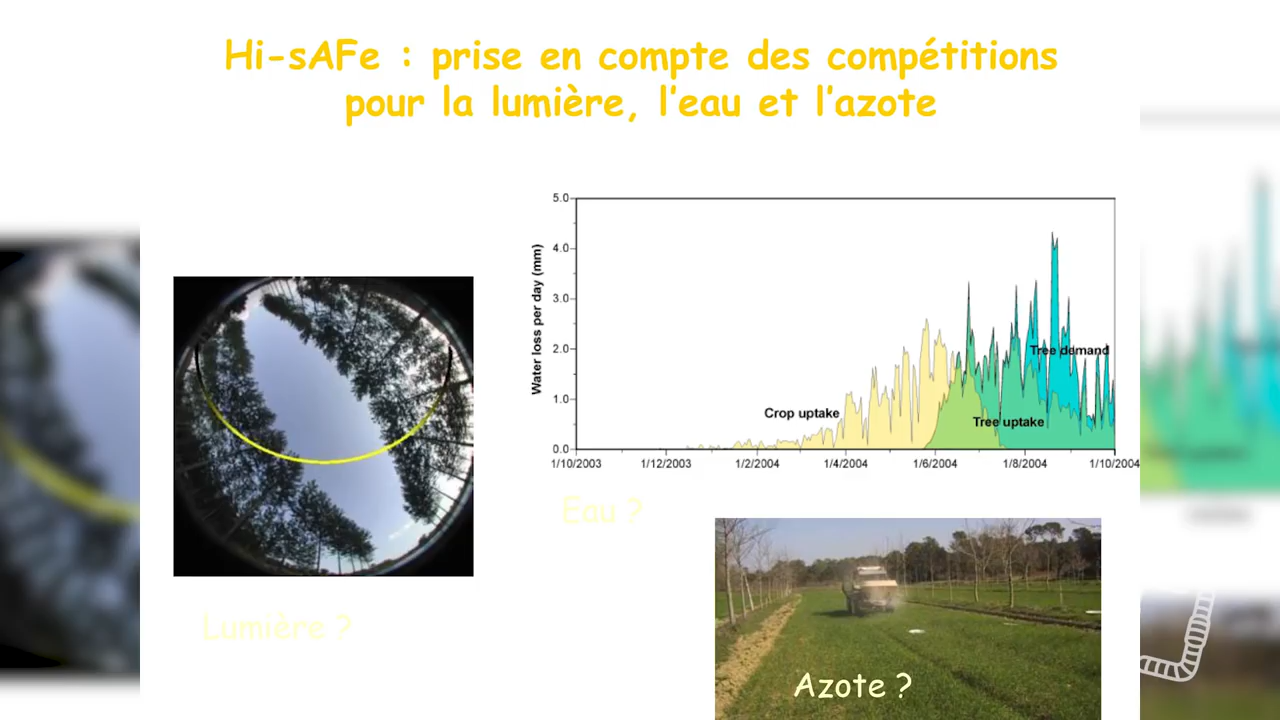 Hi-sAFe : prise en compte des compétitions
pour la lumière, l'eau et l'azote
Water loss per day (mm)
5.0
4.0
3.0
2.0
1.0
0.0
Tree demand
Crop uptake
Tree uptake
1/10/2003 1/12/2003 1/2/2004 1/4/2004 1/6/2004 1/8/2004 1/10/2004
Eau ?
Lumière ?
Azote ?